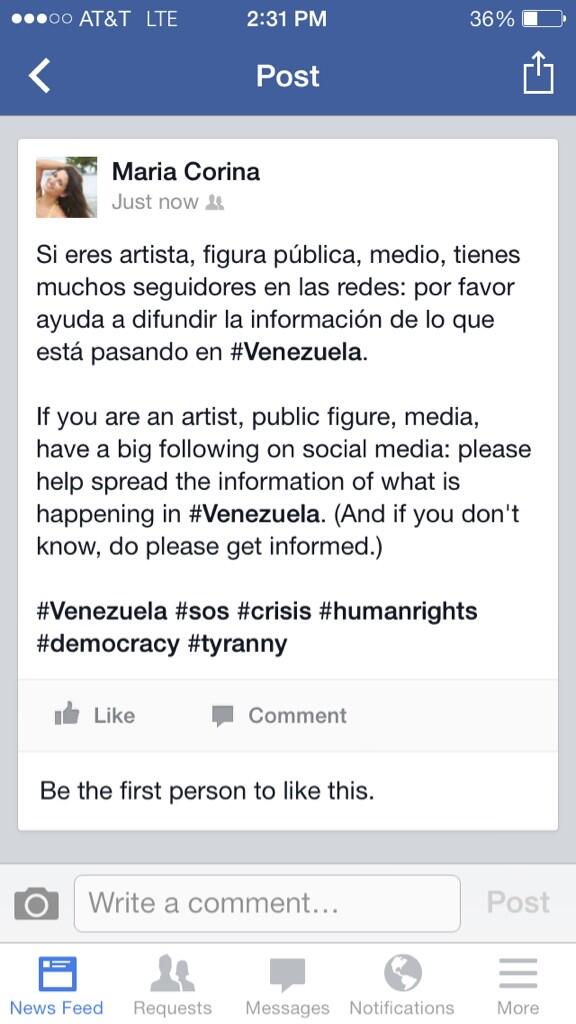 AT&T LTE 2:31 PM 36%
Post
Maria Corina
Just now
Si eres artista, figura pública, medio, tienes
muchos seguidores en las redes: por favor
ayuda a difundir la información de lo que
está pasando en #Venezuela.
If you are an artist, public figure, media,
have a big following on social media: please
help spread the information of what is
happening in #Venezuela. (And if you don't
know, do please get informed.)
#Venezuela #sos #crisis #humanrights
#democracy #tyranny
Like Comment
Be the first person to like this.
Write a comment... Post
News Feed Requests Messages Notifications More